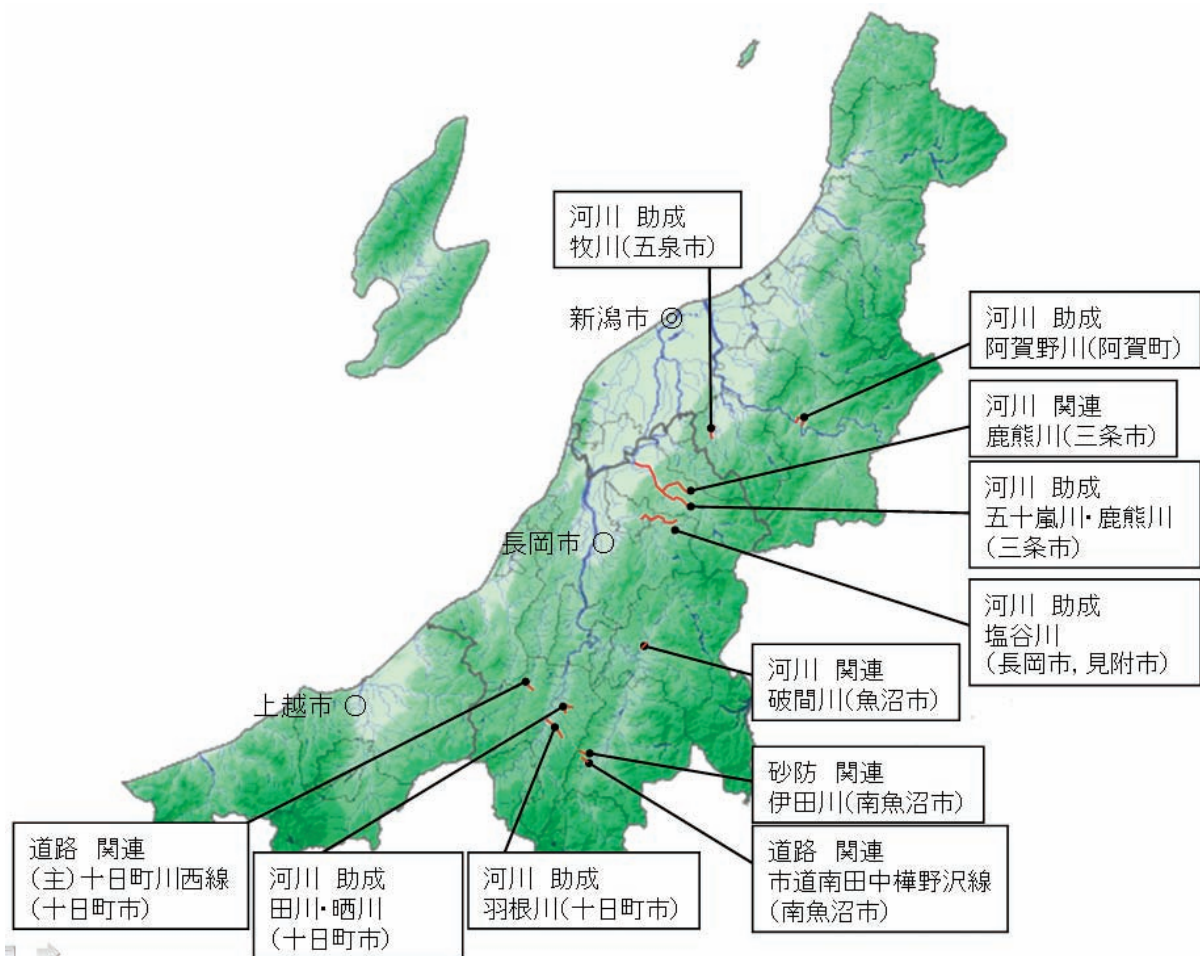 河川 助成
牧川(五泉市)
新潟市
河川 助成
阿賀野川(阿賀町)
河川 関連
鹿熊川(三条市)
河川 助成
五十嵐川・鹿熊川
(三条市)
長岡市
河川 助成
塩谷川
(長岡市,見附市)
河川 関連
破間川(魚沼市)
上越市
砂防 関連
伊田川(南魚沼市)
道路 関連
(主)十日町川西線
(十日町市)
河川 助成
田川・晒川
(十日町市)
河川 助成
羽根川(十日町市)
道路 関連
市道南田中樺野沢線
(南魚沼市)